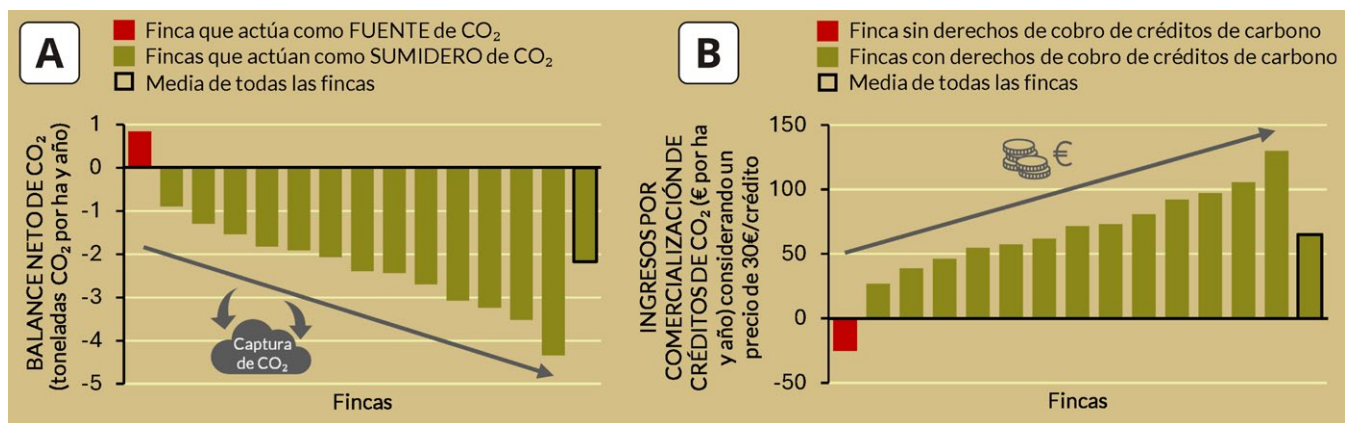 A
Finca que actúa como FUENTE de CO₂
Fincas que actúan como SUMIDERO de CO₂
Media de todas las fincas
BALANCE NETO DE CO₂
(toneladas CO₂ por ha y año)
1
0
-1
-2
-3
-4
-5
Captura
de CO₂
Fincas
B
Finca sin derechos de cobro de créditos de carbono
Fincas con derechos de cobro de créditos de carbono
Media de todas las fincas
INGRESOS POR
COMERCIALIZACIÓN DE
CRÉDITOS DE CO₂ (€ por ha
y año) considerando un
precio de 30€/crédito
150
100
50
0
-50
€
Fincas